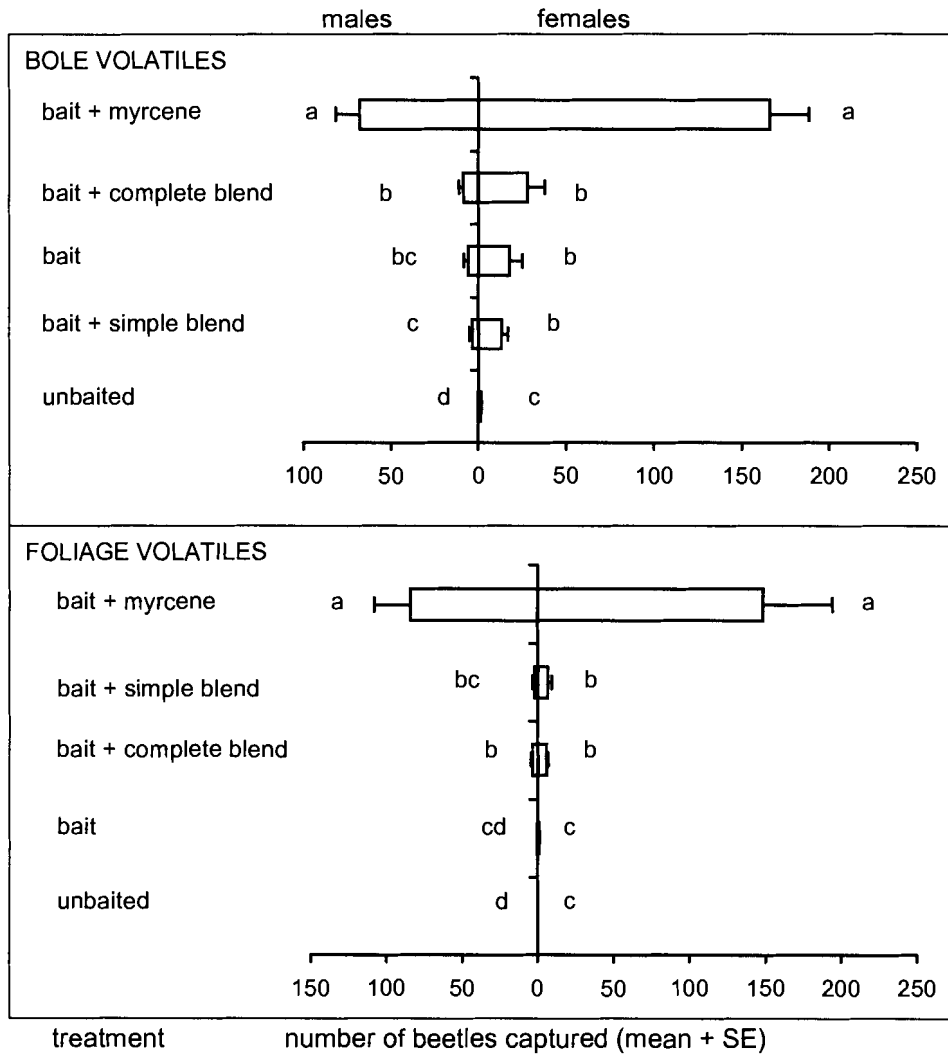 males females
BOLE VOLATILES
bait + myrcene a a
bait + complete blend b b
bait bc b
bait + simple blend c b
unbaited d c
100 50 0 50 100 150 200 250
FOLIAGE VOLATILES
bait + myrcene a a
bait + simple blend bc b
bait + complete blend b b
bait cd c
unbaited d c
150 100 50 0 50 100 150 200 250
treatment number of beetles captured (mean + SE)